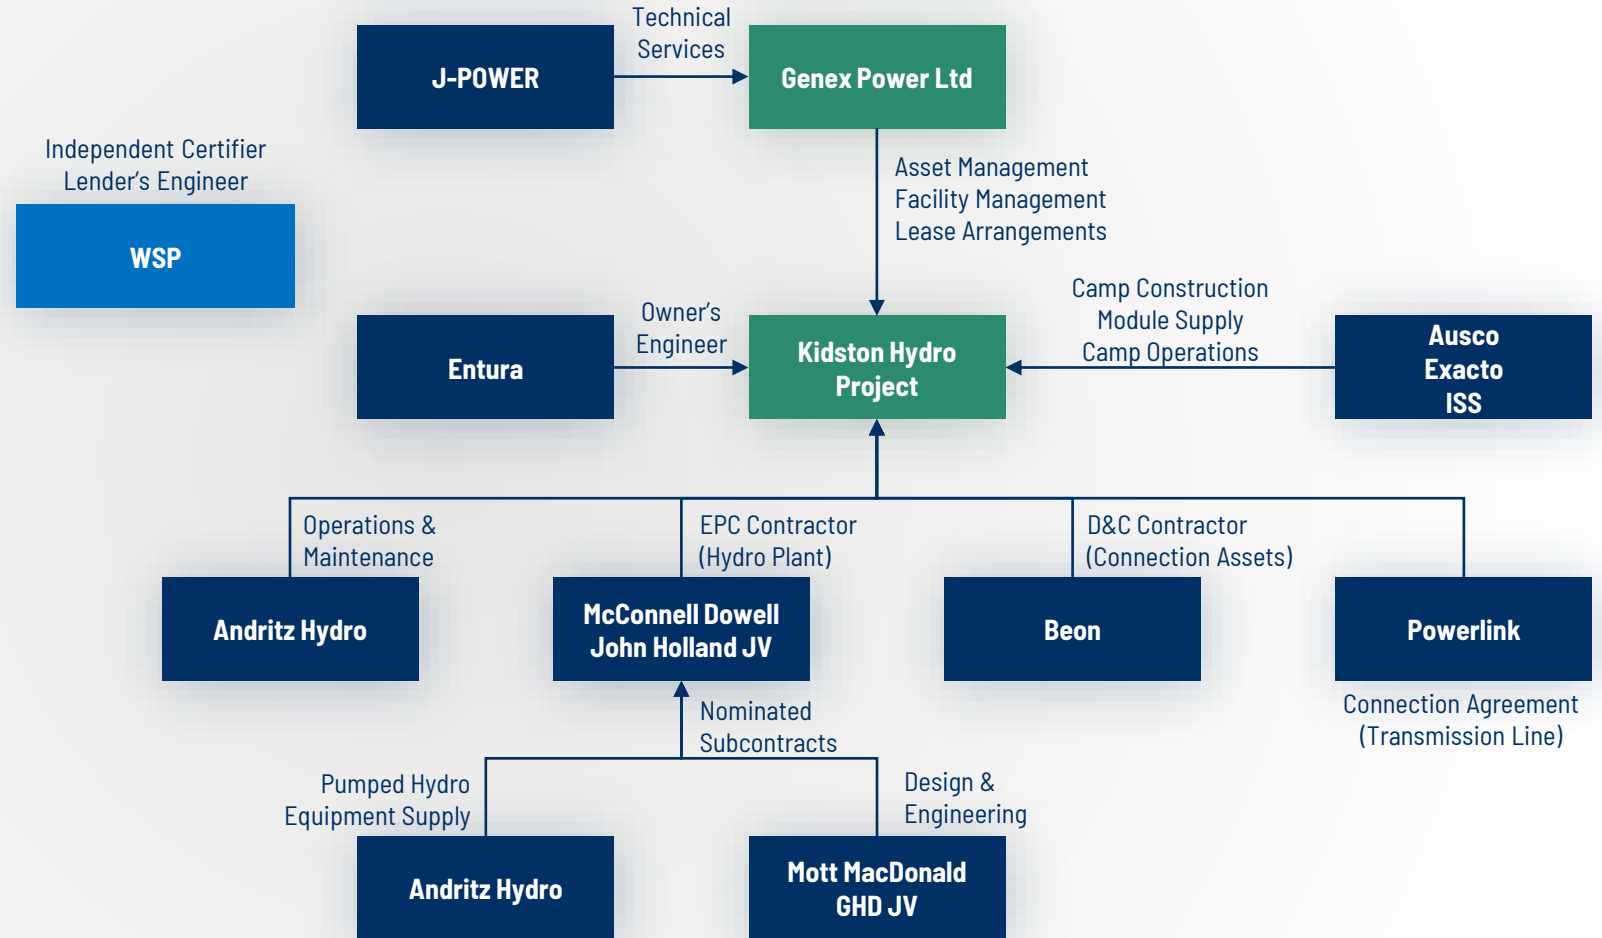 Technical
Services
J-POWER
Genex Power Ltd
Independent Certifier
Lender's Engineer
WSP
Asset Management
Facility Management
Lease Arrangements
Entura
Owner's
Engineer
Kidston Hydro
Project
Camp Construction
Module Supply
Camp Operations
Ausco
Exacto
ISS
Operations &
Maintenance
EPC Contractor
(Hydro Plant)
D&C Contractor
(Connection Assets)
Andritz Hydro
McConnell Dowell
John Holland JV
Beon
Powerlink
Connection Agreement
(Transmission Line)
Nominated
Subcontracts
Pumped Hydro
Equipment Supply
Design &
Engineering
Andritz Hydro
Mott MacDonald
GHD JV